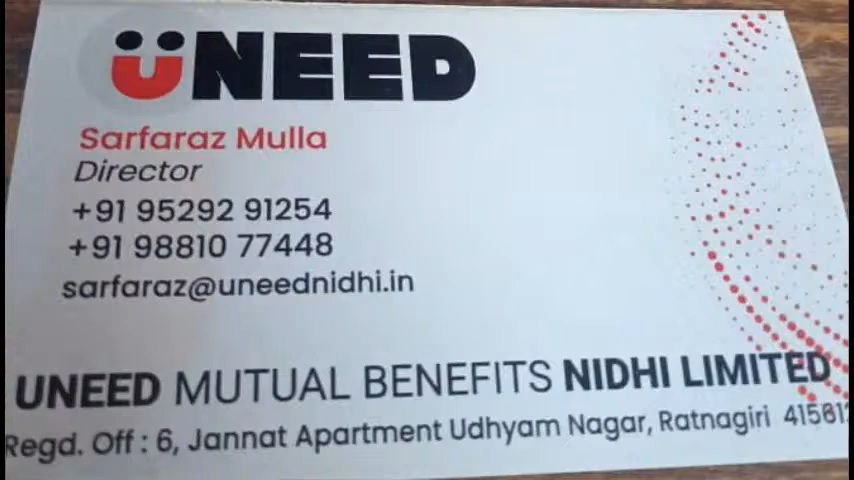 UNEED
Sarfaraz Mulla
Director
+91 95292 91254
+91 98810 77448
sarfaraz@uneednidhi.in
UNEED MUTUAL BENEFITS NIDHI LIMITED
Regd. Off : 6, Jannat Apartment Udhyam Nagar, Ratnagiri